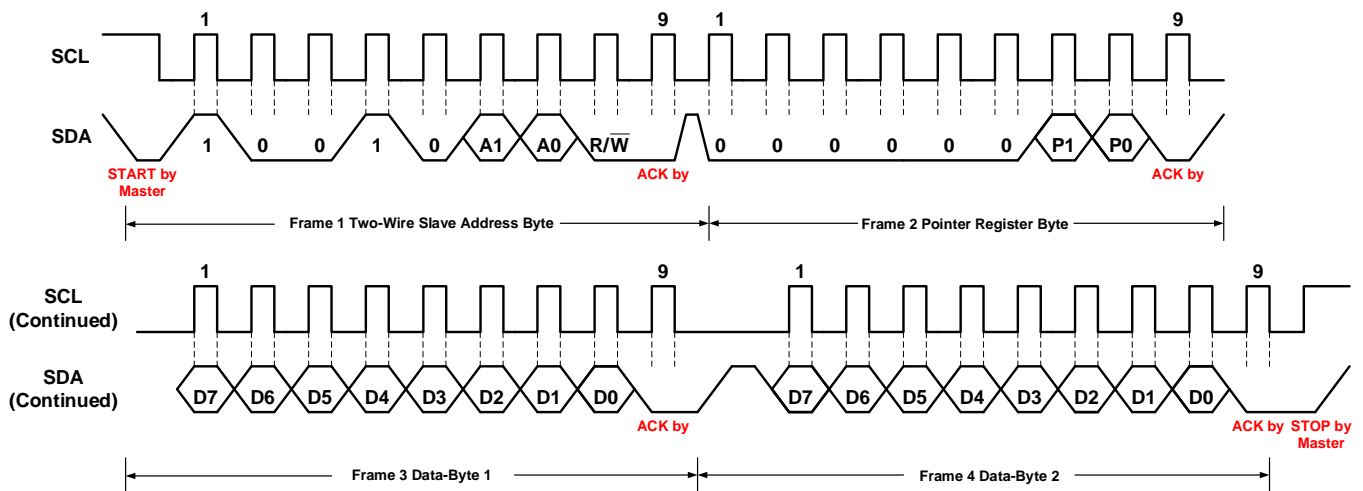 1 9 1 9
SCL
SDA
1 0 0 1 0 A1 A0 R/W̅ 0 0 0 0 0 0 P1 P0
START by
Master
ACK by
ACK by
Frame 1 Two-Wire Slave Address Byte
Frame 2 Pointer Register Byte
1 9 1 9
SCL
(Continued)
SDA
(Continued)
D7 D6 D5 D4 D3 D2 D1 D0 D7 D6 D5 D4 D3 D2 D1 D0
ACK by
ACK by
STOP by
Master
Frame 3 Data-Byte 1
Frame 4 Data-Byte 2